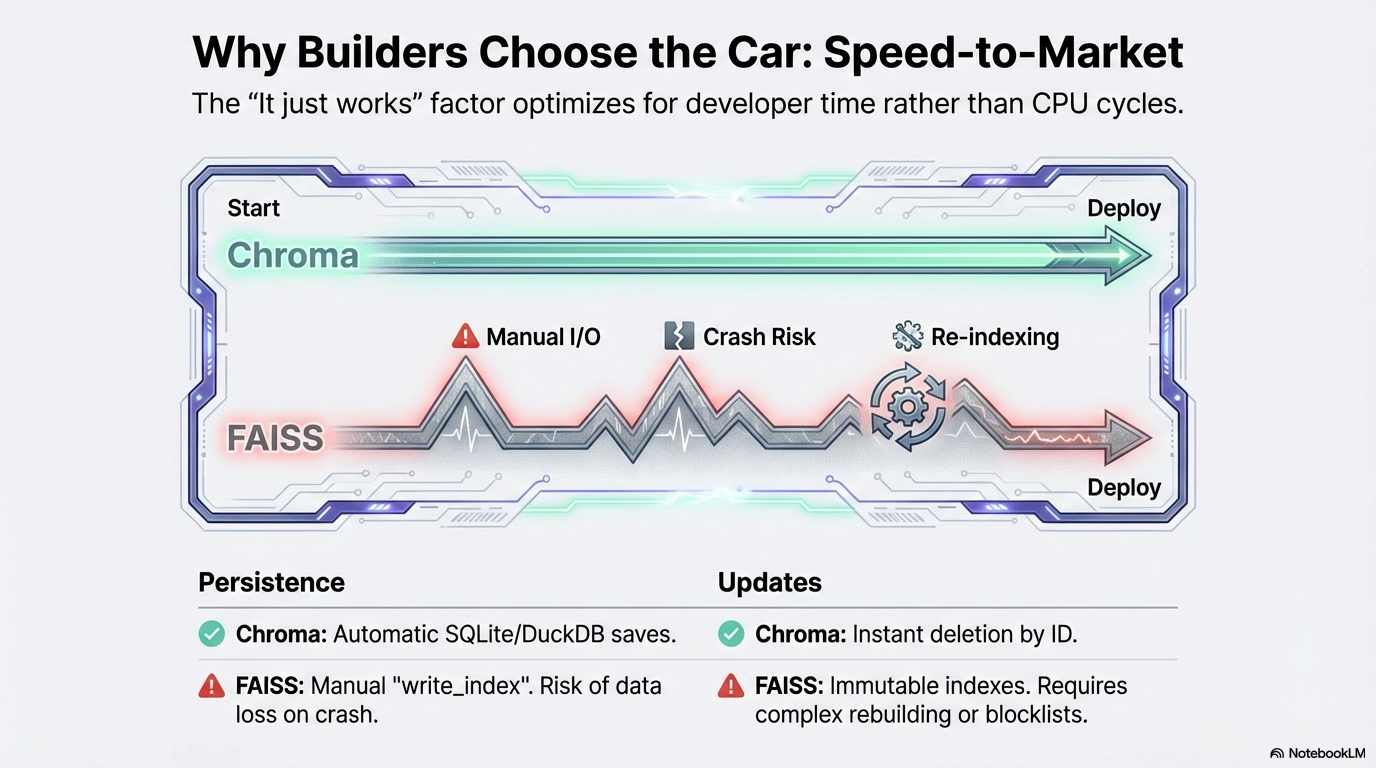 Why Builders Choose the Car: Speed-to-Market
The “It just works” factor optimizes for developer time rather than CPU cycles.
Start
Deploy
Chroma
Manual I/O
Crash Risk
Re-indexing
FAISS
Deploy
Persistence
Chroma: Automatic SQLite/DuckDB saves.
FAISS: Manual "write_index". Risk of data
loss on crash.
Updates
Chroma: Instant deletion by ID.
FAISS: Immutable indexes. Requires
complex rebuilding or blocklists.
NotebookLM